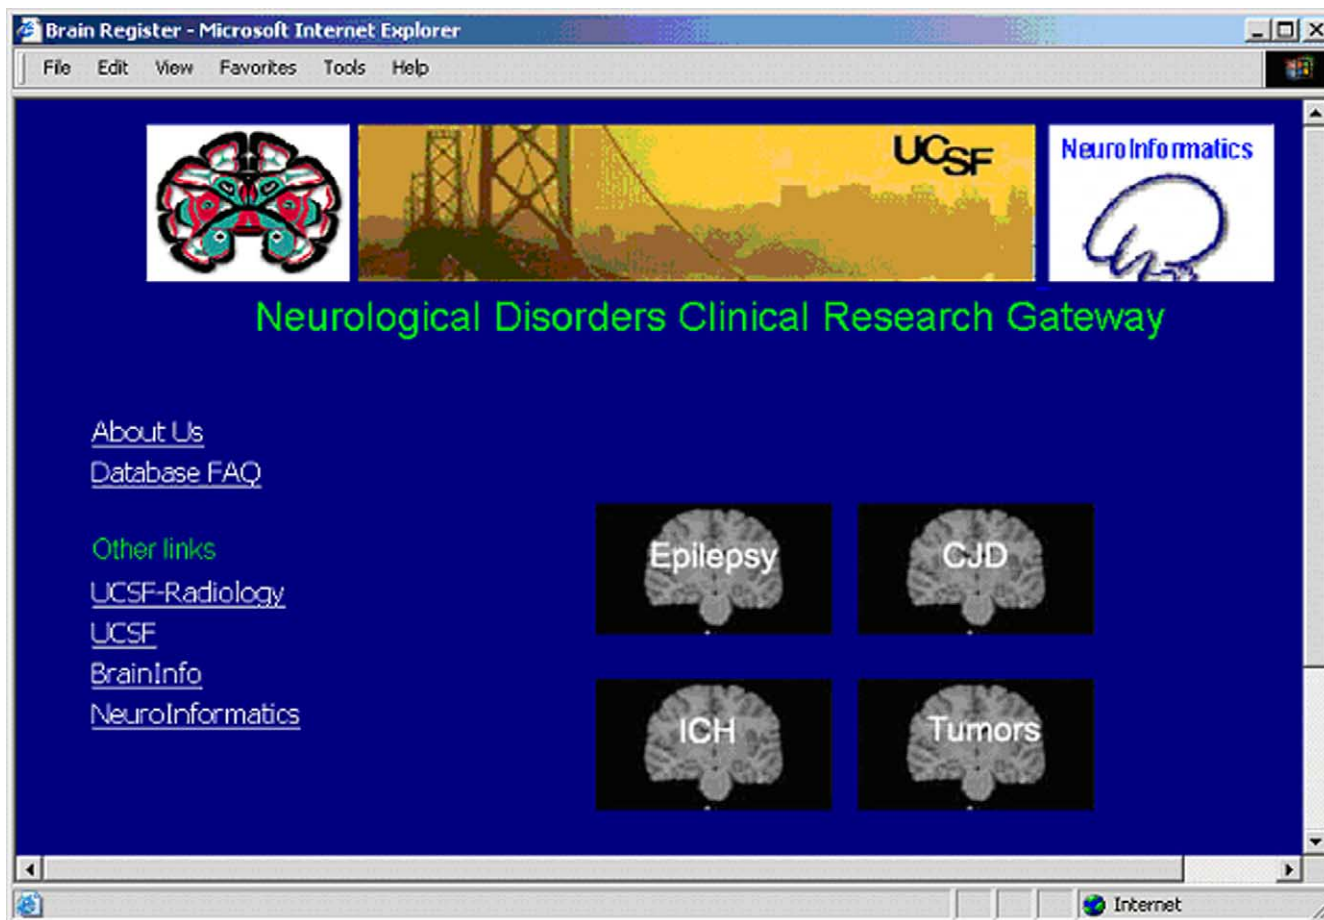 Brain Register - Microsoft Internet Explorer
File Edit View Favorites Tools Help
UCSF
NeuroInformatics
Neurological Disorders Clinical Research Gateway
About Us
Database FAQ
Other links
UCSF-Radiology
UCSF
BrainInfo
NeuroInformatics
Epilepsy
CJD
ICH
Tumors
Internet